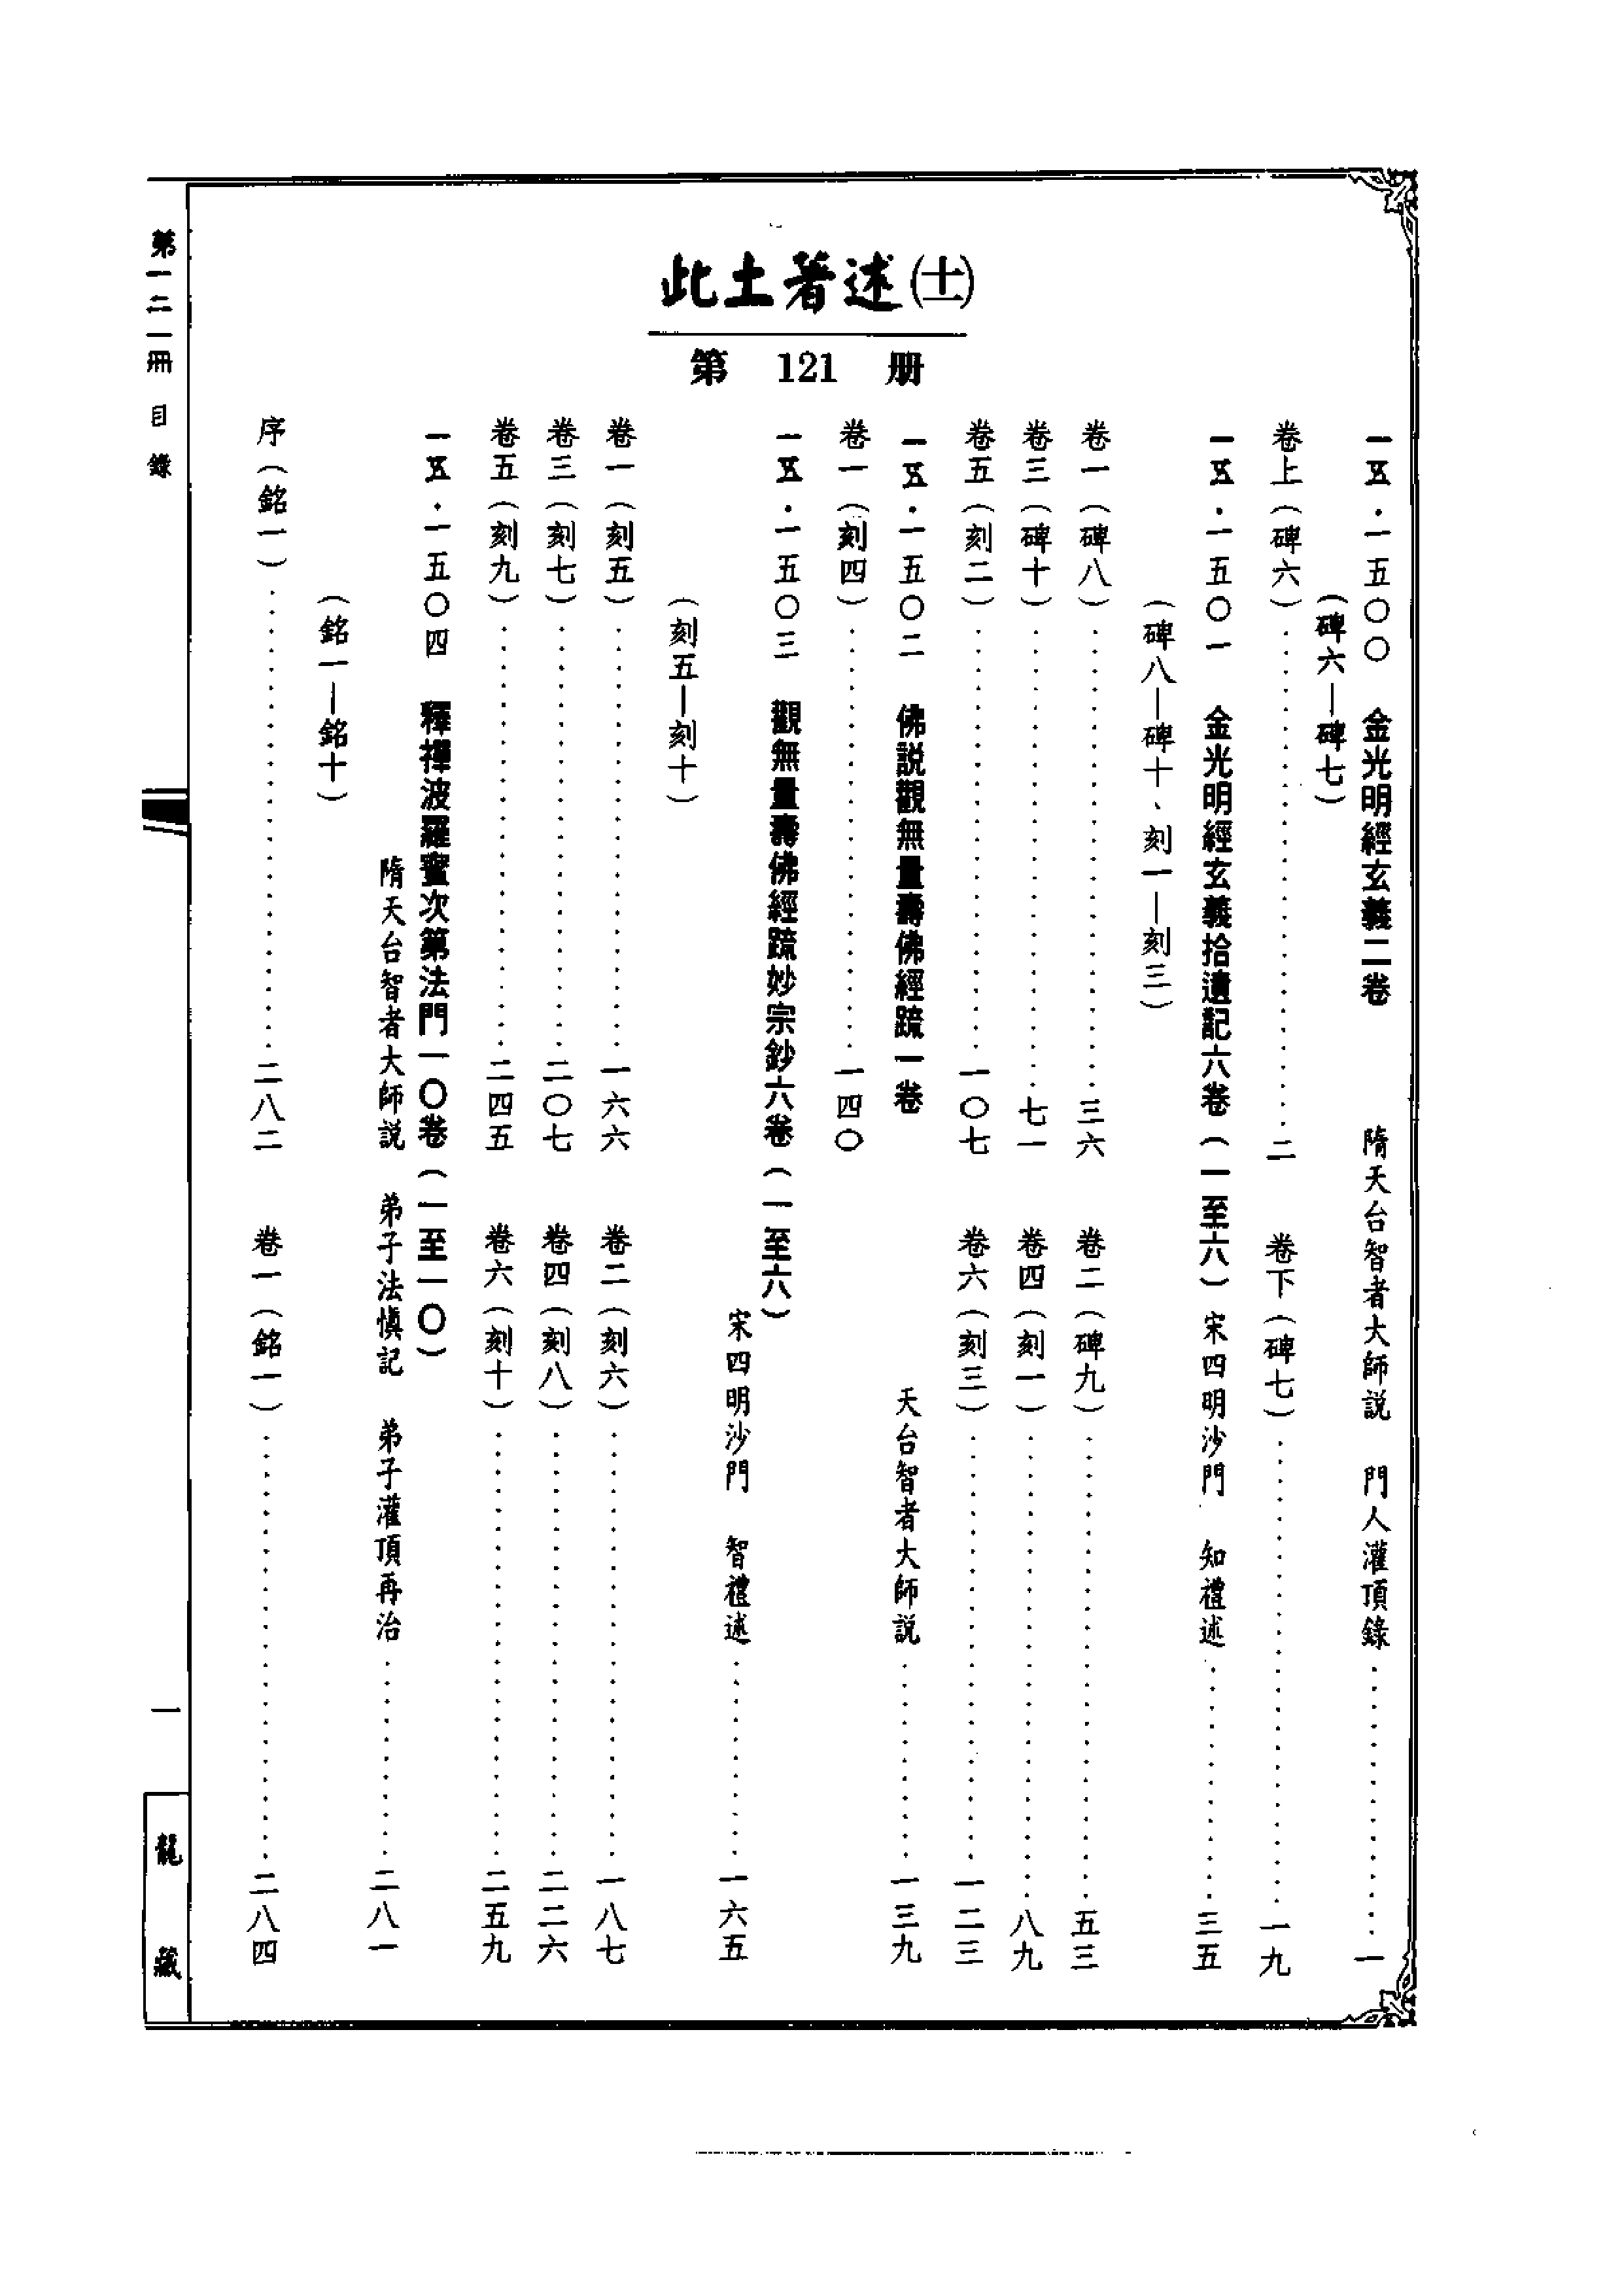 此土著述(十一)
第 121 册
一五·一五〇〇 金光明經玄義二卷 隋天台智者大師説 門人灌頂錄……………一
(碑六—碑七)
卷上(碑六)……………二 卷下(碑七)……………一九
一五·一五〇一 金光明經玄義拾遺記六卷(一至六) 宋四明沙門 知禮述……………三五
(碑八—碑十、刻一—刻三)
卷一(碑八)……………三六 卷二(碑九)……………五三
卷三(碑十)……………七一 卷四(刻一)……………八九
卷五(刻二)……………一〇七 卷六(刻三)……………一二三
一五·一五〇二 佛説觀無量壽佛經疏一卷 天台智者大師説……………一三九
卷一(刻四)……………一四〇
一五·一五〇三 觀無量壽佛經疏妙宗鈔六卷(一至六)
宋四明沙門 智禮述……………一六五
(刻五—刻十)
卷一(刻五)……………一六六 卷二(刻六)……………一八七
卷三(刻七)……………二〇七 卷四(刻八)……………二二六
卷五(刻九)……………二四五 卷六(刻十)……………二五九
一五·一五〇四 釋禪波羅蜜次第法門一〇卷(一至一〇)
隋天台智者大師説 弟子法慎記 弟子灌頂再治……………二八一
(銘一—銘十)
序(銘一)……………二八二 卷一(銘一)……………二八四
第一二一冊 目錄
一
龍藏